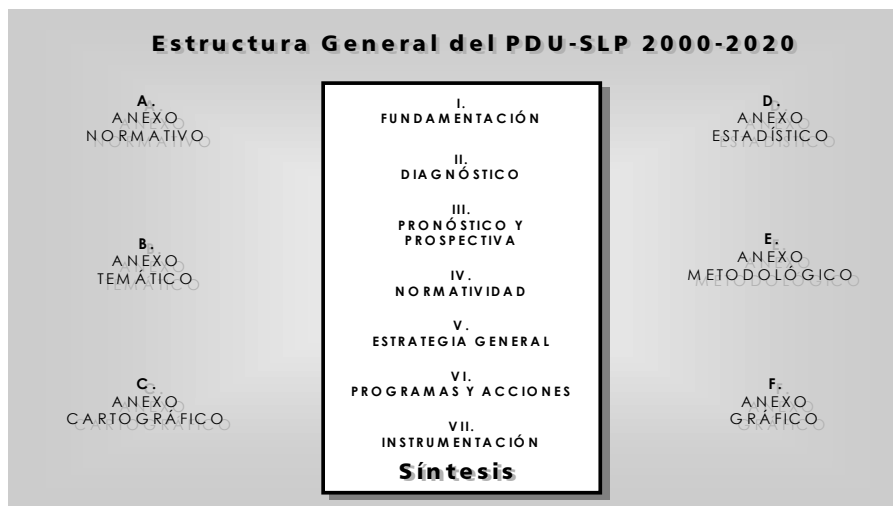 Estructura General del PDU-SLP 2000-2020
A.
ANEXO
NORMATIVO
B.
ANEXO
TEMÁTICO
C.
ANEXO
CARTOGRÁFICO
I.
FUNDAMENTACIÓN
II.
DIAGNÓSTICO
III.
PRONÓSTICO Y
PROSPECTIVA
IV.
NORMATIVIDAD
V.
ESTRATEGIA GENERAL
VI.
PROGRAMAS Y ACCIONES
VII.
INSTRUMENTACIÓN
Síntesis
D.
ANEXO
ESTADÍSTICO
E.
ANEXO
METODOLÓGICO
F.
ANEXO
GRÁFICO